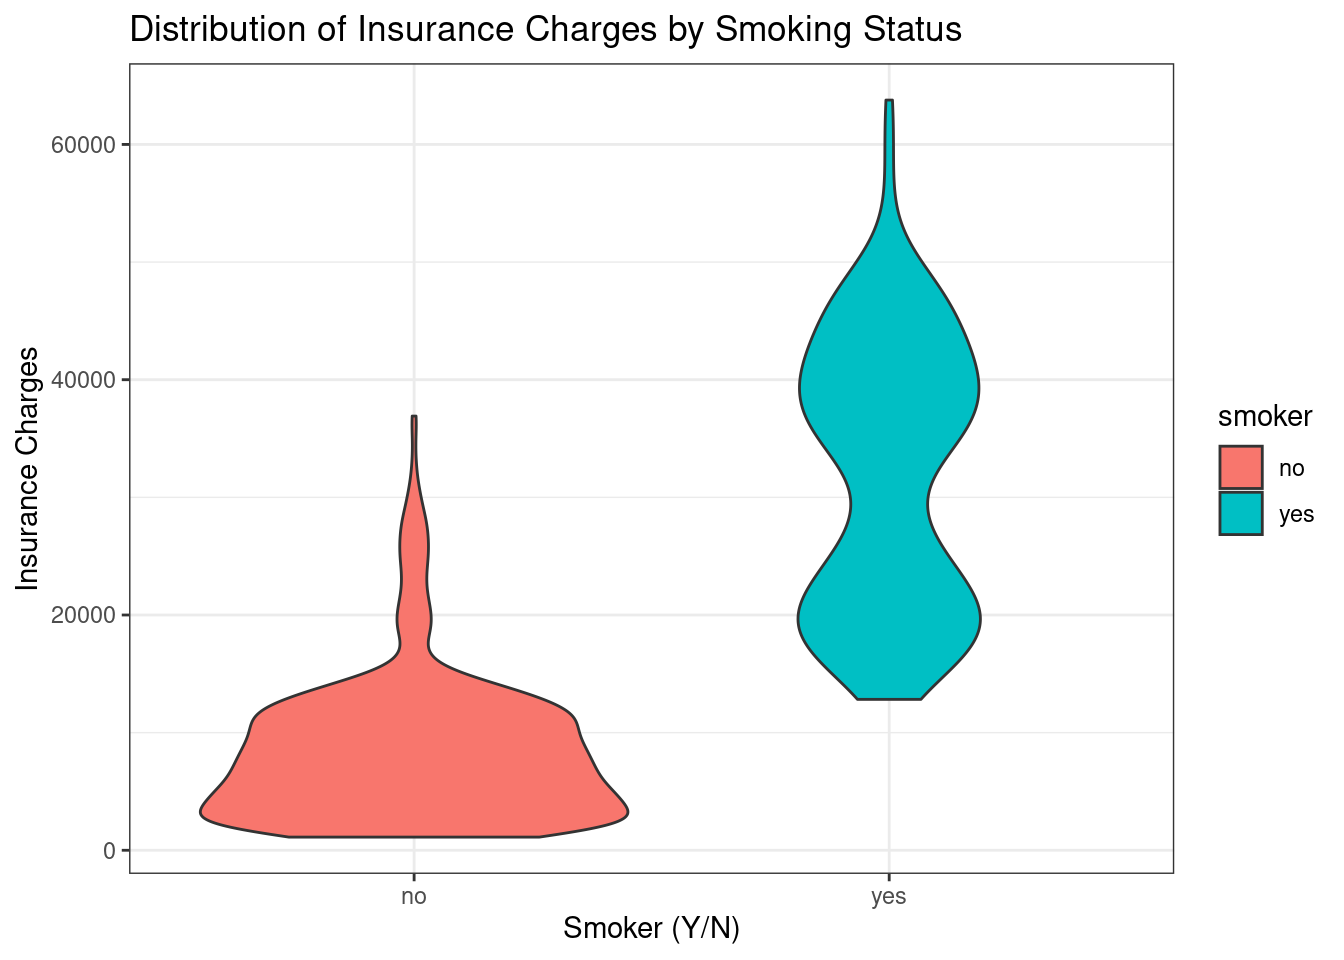 Distribution of Insurance Charges by Smoking Status
60000
40000
20000
0
Insurance Charges
no
yes
Smoker (Y/N)
smoker
no
yes